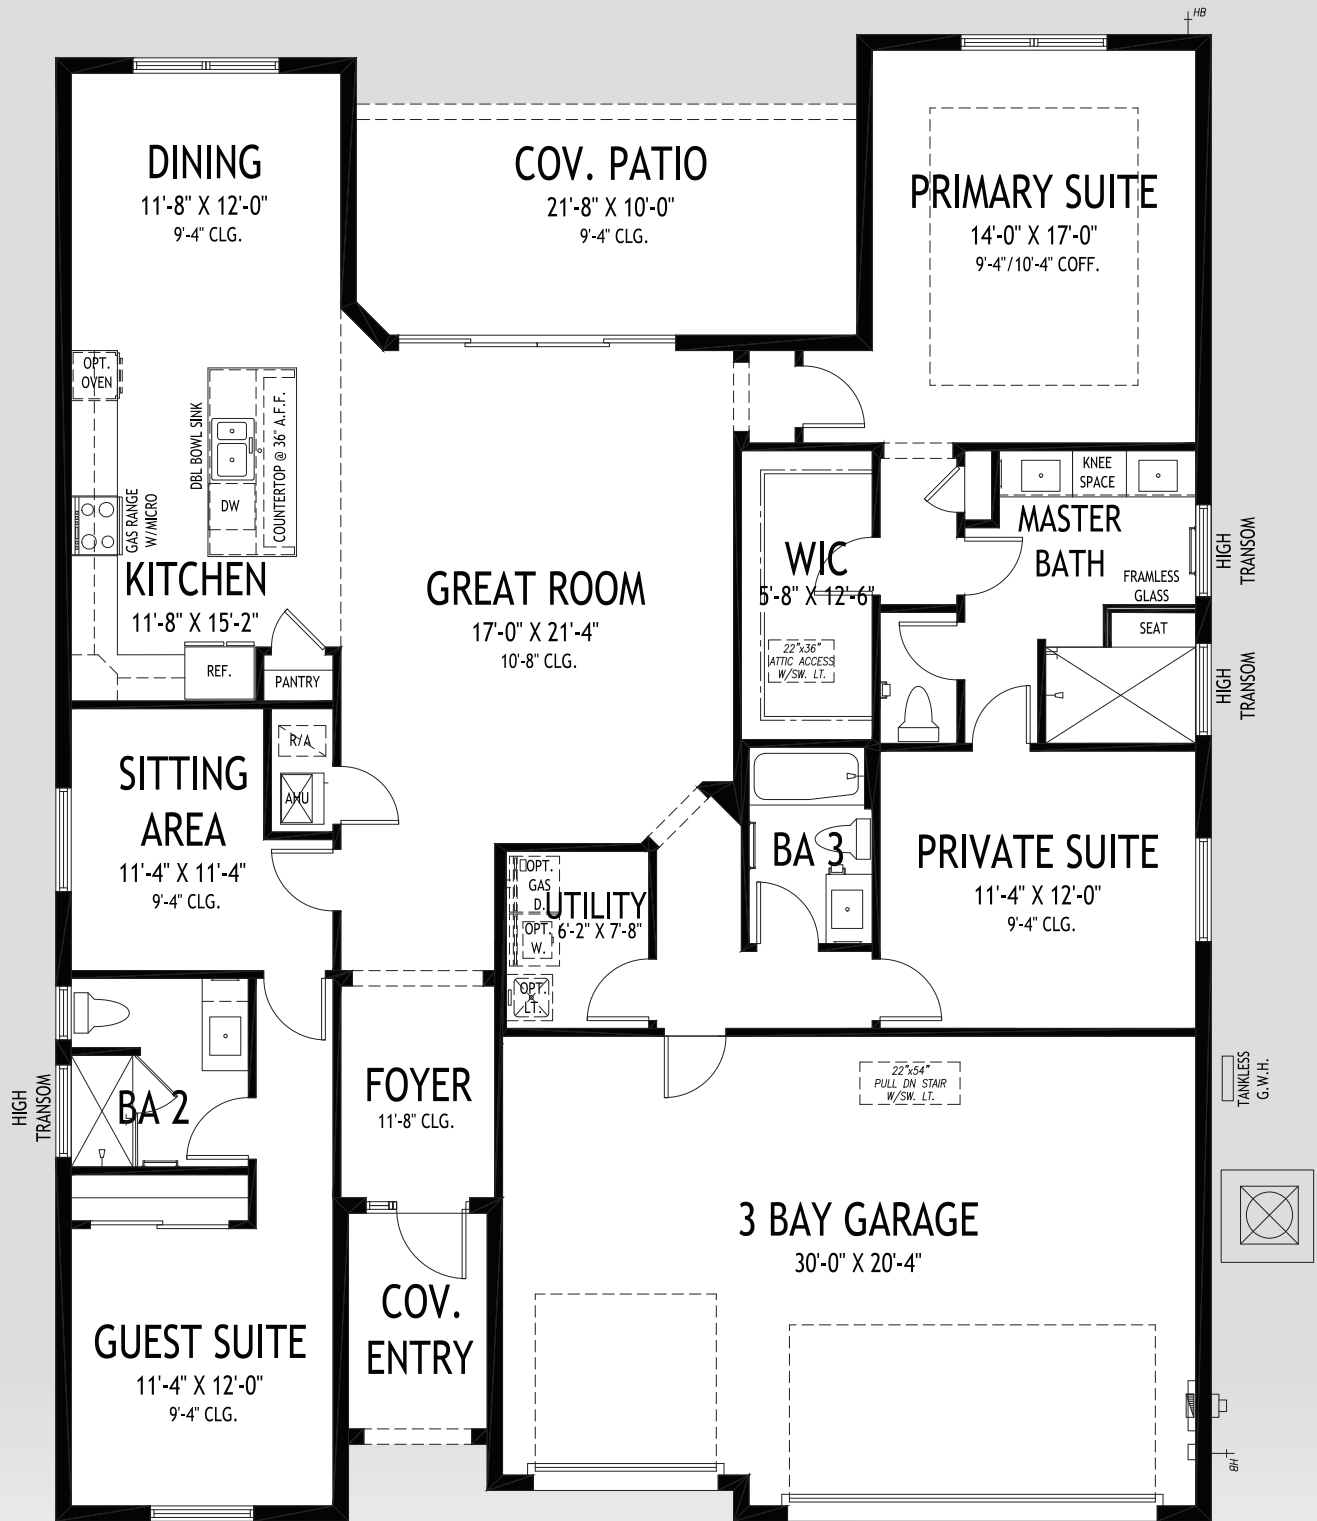 HB
DINING
11'-8" X 12'-0"
9'-4" CLG.
COV. PATIO
21'-8" X 10'-0"
9'-4" CLG.
PRIMARY SUITE
14'-0" X 17'-0"
9'-4"/10'-4" COFF.
OPT.
OVEN
DBL BOWL SINK
COUNTERTOP @ 36" A.F.F.
DW
GAS RANGE
W/MICRO
KITCHEN
11'-8" X 15'-2"
REF.
PANTRY
GREAT ROOM
17'-0" X 21'-4"
10'-8" CLG.
WIC
5'-8" X 12'-6"
22"x36"
ATTIC ACCESS
W/SW. LT.
KNEE
SPACE
MASTER
BATH
FRAMLESS
GLASS
SEAT
HIGH
TRANSOM
HIGH
TRANSOM
R/A
AHU
SITTING
AREA
11'-4" X 11'-4"
9'-4" CLG.
OPT.
GAS
D.
UTILITY
6'-2" X 7'-8"
OPT.
W.
OPT.
LT.
BA 3
PRIVATE SUITE
11'-4" X 12'-0"
9'-4" CLG.
HIGH
TRANSOM
BA 2
FOYER
11'-8" CLG.
22"x54"
PULL DN STAIR
W/SW. LT.
TANKLESS
G.W.H.
3 BAY GARAGE
30'-0" X 20'-4"
COV.
ENTRY
GUEST SUITE
11'-4" X 12'-0"
9'-4" CLG.
HB